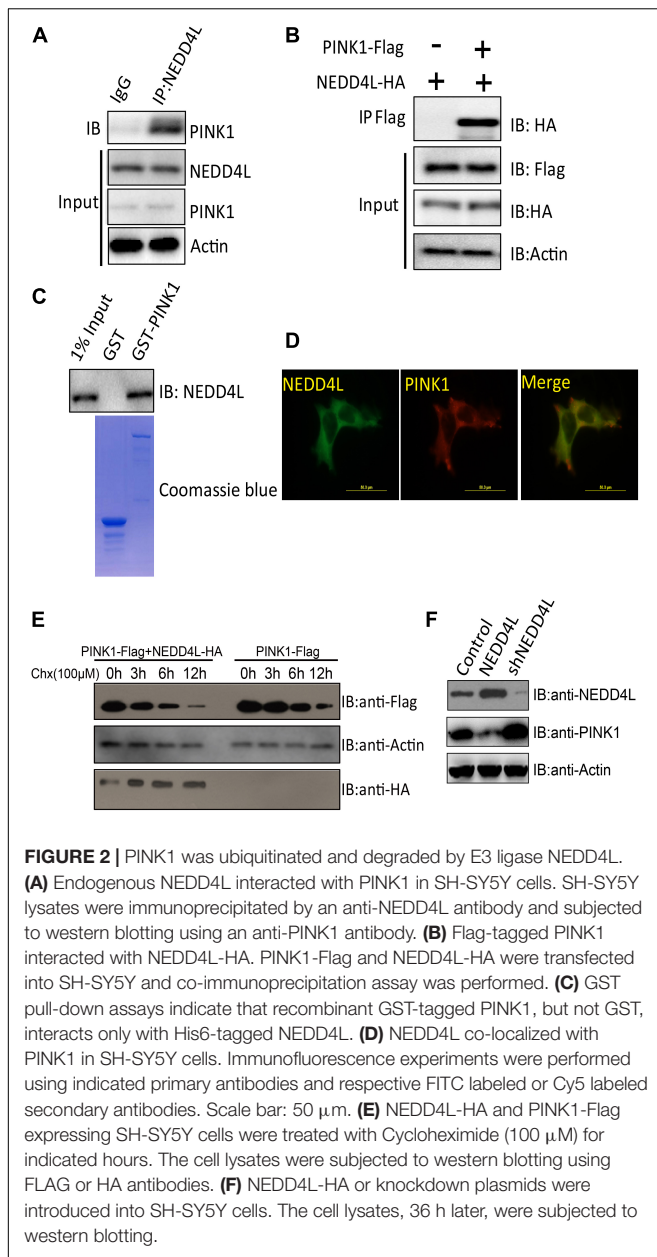 A
IgG
IP:NEDD4L
IB
PINK1
NEDD4L
Input
PINK1
Actin
B
PINK1-Flag - +
NEDD4L-HA + +
IP Flag
IB: HA
IB: Flag
Input
IB:HA
IB:Actin
C
1% Input
GST
GST-PINK1
IB: NEDD4L
Coomassie blue
D
NEDD4L
PINK1
Merge
E
PINK1-Flag+NEDD4L-HA PINK1-Flag
Chx(100μM) 0h 3h 6h 12h 0h 3h 6h 12h
IB:anti-Flag
IB:anti-Actin
IB:anti-HA
F
Control
NEDD4L
shNEDD4L
IB:anti-NEDD4L
IB:anti-PINK1
IB:anti-Actin
FIGURE 2 | PINK1 was ubiquitinated and degraded by E3 ligase NEDD4L.
(A) Endogenous NEDD4L interacted with PINK1 in SH-SY5Y cells. SH-SY5Y
lysates were immunoprecipitated by an anti-NEDD4L antibody and subjected
to western blotting using an anti-PINK1 antibody. (B) Flag-tagged PINK1
interacted with NEDD4L-HA. PINK1-Flag and NEDD4L-HA were transfected
into SH-SY5Y and co-immunoprecipitation assay was performed. (C) GST
pull-down assays indicate that recombinant GST-tagged PINK1, but not GST,
interacts only with His6-tagged NEDD4L. (D) NEDD4L co-localized with
PINK1 in SH-SY5Y cells. Immunofluorescence experiments were performed
using indicated primary antibodies and respective FITC labeled or Cy5 labeled
secondary antibodies. Scale bar: 50 μm. (E) NEDD4L-HA and PINK1-Flag
expressing SH-SY5Y cells were treated with Cycloheximide (100 μM) for
indicated hours. The cell lysates were subjected to western blotting using
FLAG or HA antibodies. (F) NEDD4L-HA or knockdown plasmids were
introduced into SH-SY5Y cells. The cell lysates, 36 h later, were subjected to
western blotting.